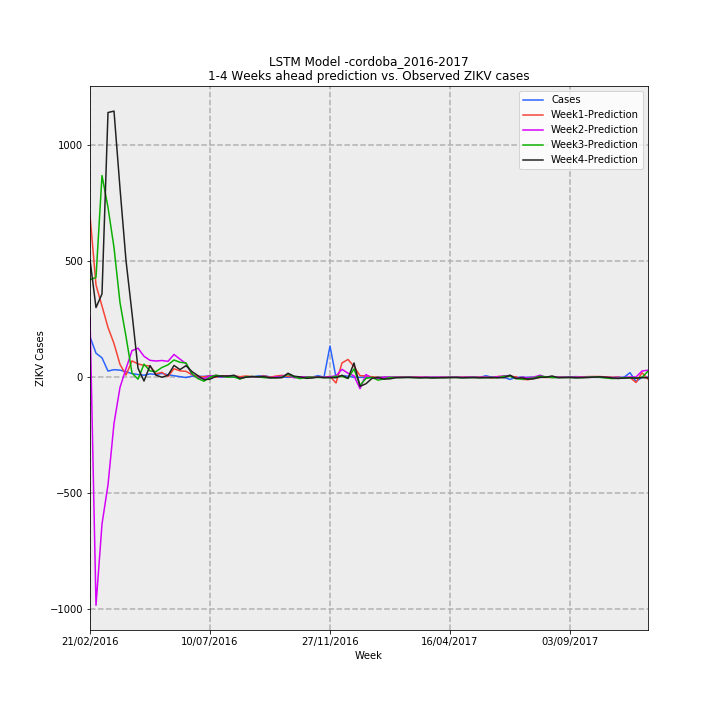 LSTM Model -cordoba_2016-2017
1-4 Weeks ahead prediction vs. Observed ZIKV cases
Cases
Week1-Prediction
Week2-Prediction
Week3-Prediction
Week4-Prediction
1000
500
0
−500
−1000
ZIKV Cases
21/02/2016
10/07/2016
27/11/2016
16/04/2017
03/09/2017
Week